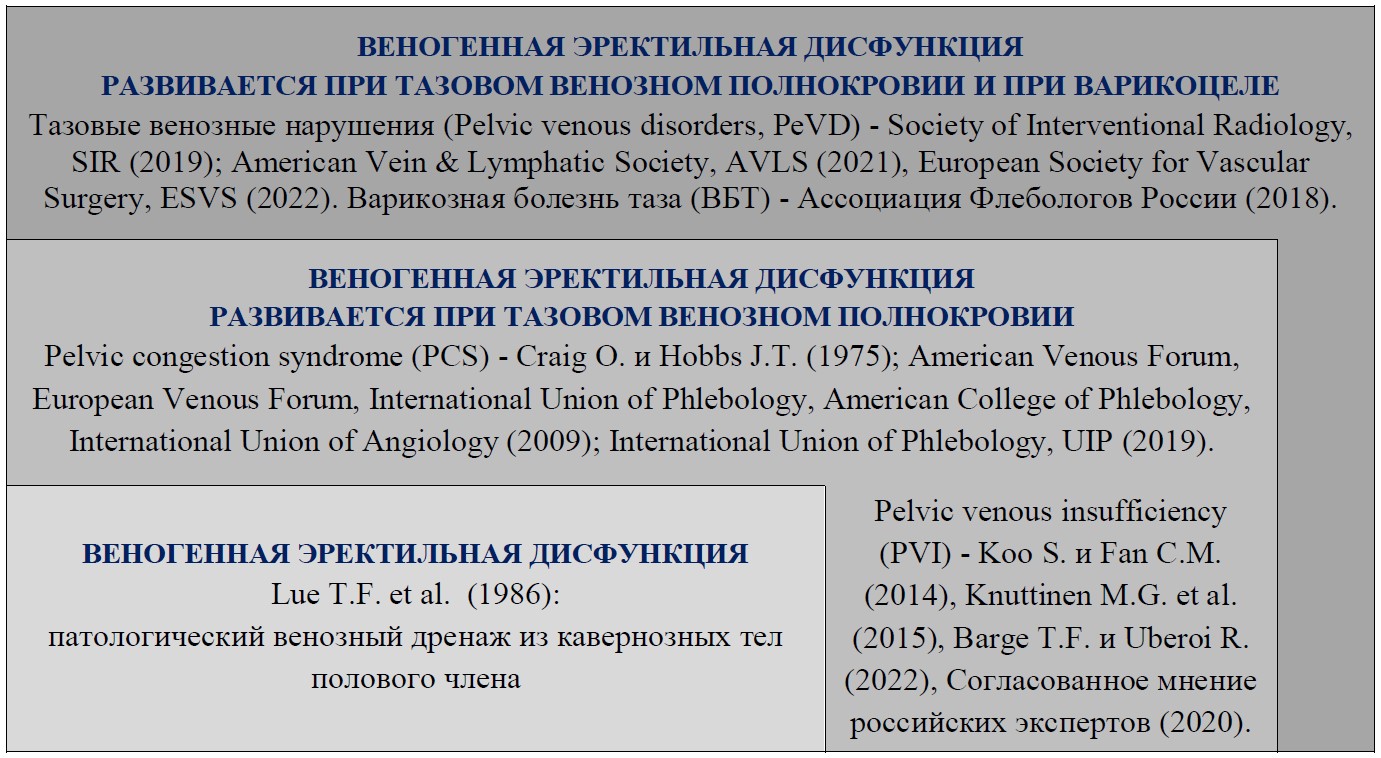 ВЕНОГЕННАЯ ЭРЕКТИЛЬНАЯ ДИСФУНКЦИЯ
РАЗВИВАЕТСЯ ПРИ ТАЗОВОМ ВЕНОЗНОМ ПОЛНОКРОВИИ И ПРИ ВАРИКОЦЕЛЕ
Тазовые венозные нарушения (Pelvic venous disorders, PeVD) - Society of Interventional Radiology,
SIR (2019); American Vein & Lymphatic Society, AVLS (2021), European Society for Vascular
Surgery, ESVS (2022). Варикозная болезнь таза (ВБТ) - Ассоциация Флебологов России (2018).
ВЕНОГЕННАЯ ЭРЕКТИЛЬНАЯ ДИСФУНКЦИЯ
РАЗВИВАЕТСЯ ПРИ ТАЗОВОМ ВЕНОЗНОМ ПОЛНОКРОВИИ
Pelvic congestion syndrome (PCS) - Craig O. и Hobbs J.T. (1975); American Venous Forum,
European Venous Forum, International Union of Phlebology, American College of Phlebology,
International Union of Angiology (2009); International Union of Phlebology, UIP (2019).
ВЕНОГЕННАЯ ЭРЕКТИЛЬНАЯ ДИСФУНКЦИЯ
Lue T.F. et al. (1986):
патологический венозный дренаж из кавернозных тел
полового члена
Pelvic venous insufficiency
(PVI) - Koo S. и Fan C.M.
(2014), Knuttinen M.G. et al.
(2015), Barge T.F. и Uberoi R.
(2022), Согласованное мнение
российских экспертов (2020).